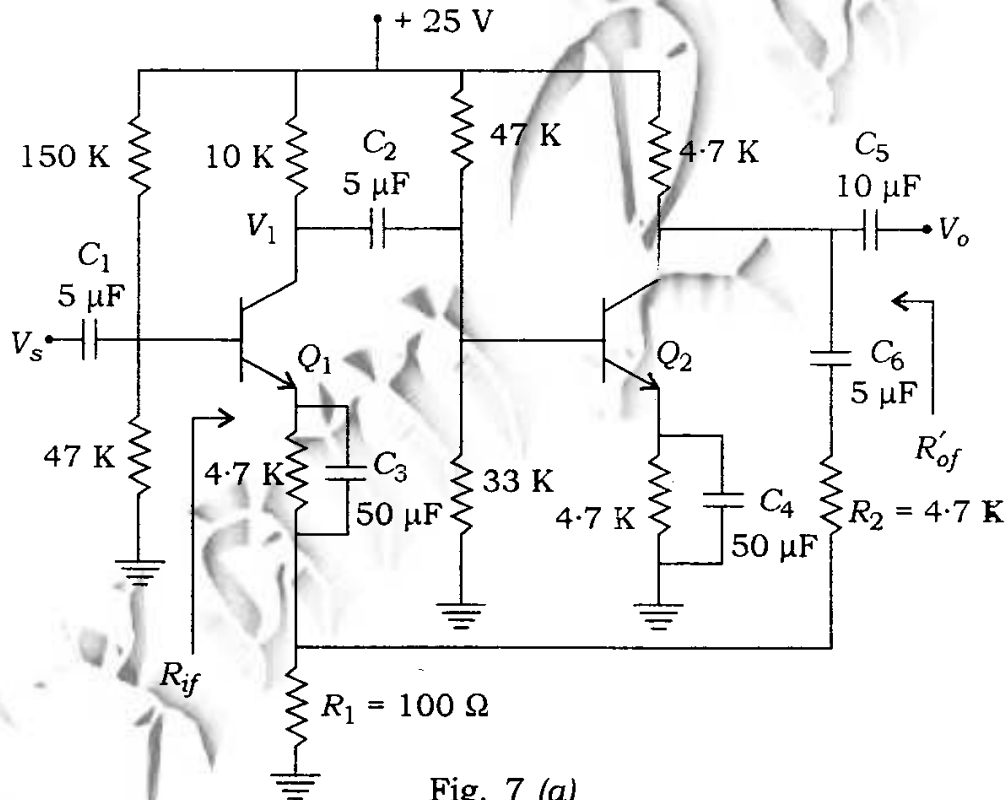 + 25 V
150 K
10 K
C2
5 μF
47 K
4·7 K
C5
10 μF
V1
Vo
C1
5 μF
Vs
Q1
Q2
C6
5 μF
R'of
47 K
4·7 K
C3
50 μF
33 K
4·7 K
C4
50 μF
R2 = 4·7 K
Rif
R1 = 100 Ω
Fig. 7 (a)